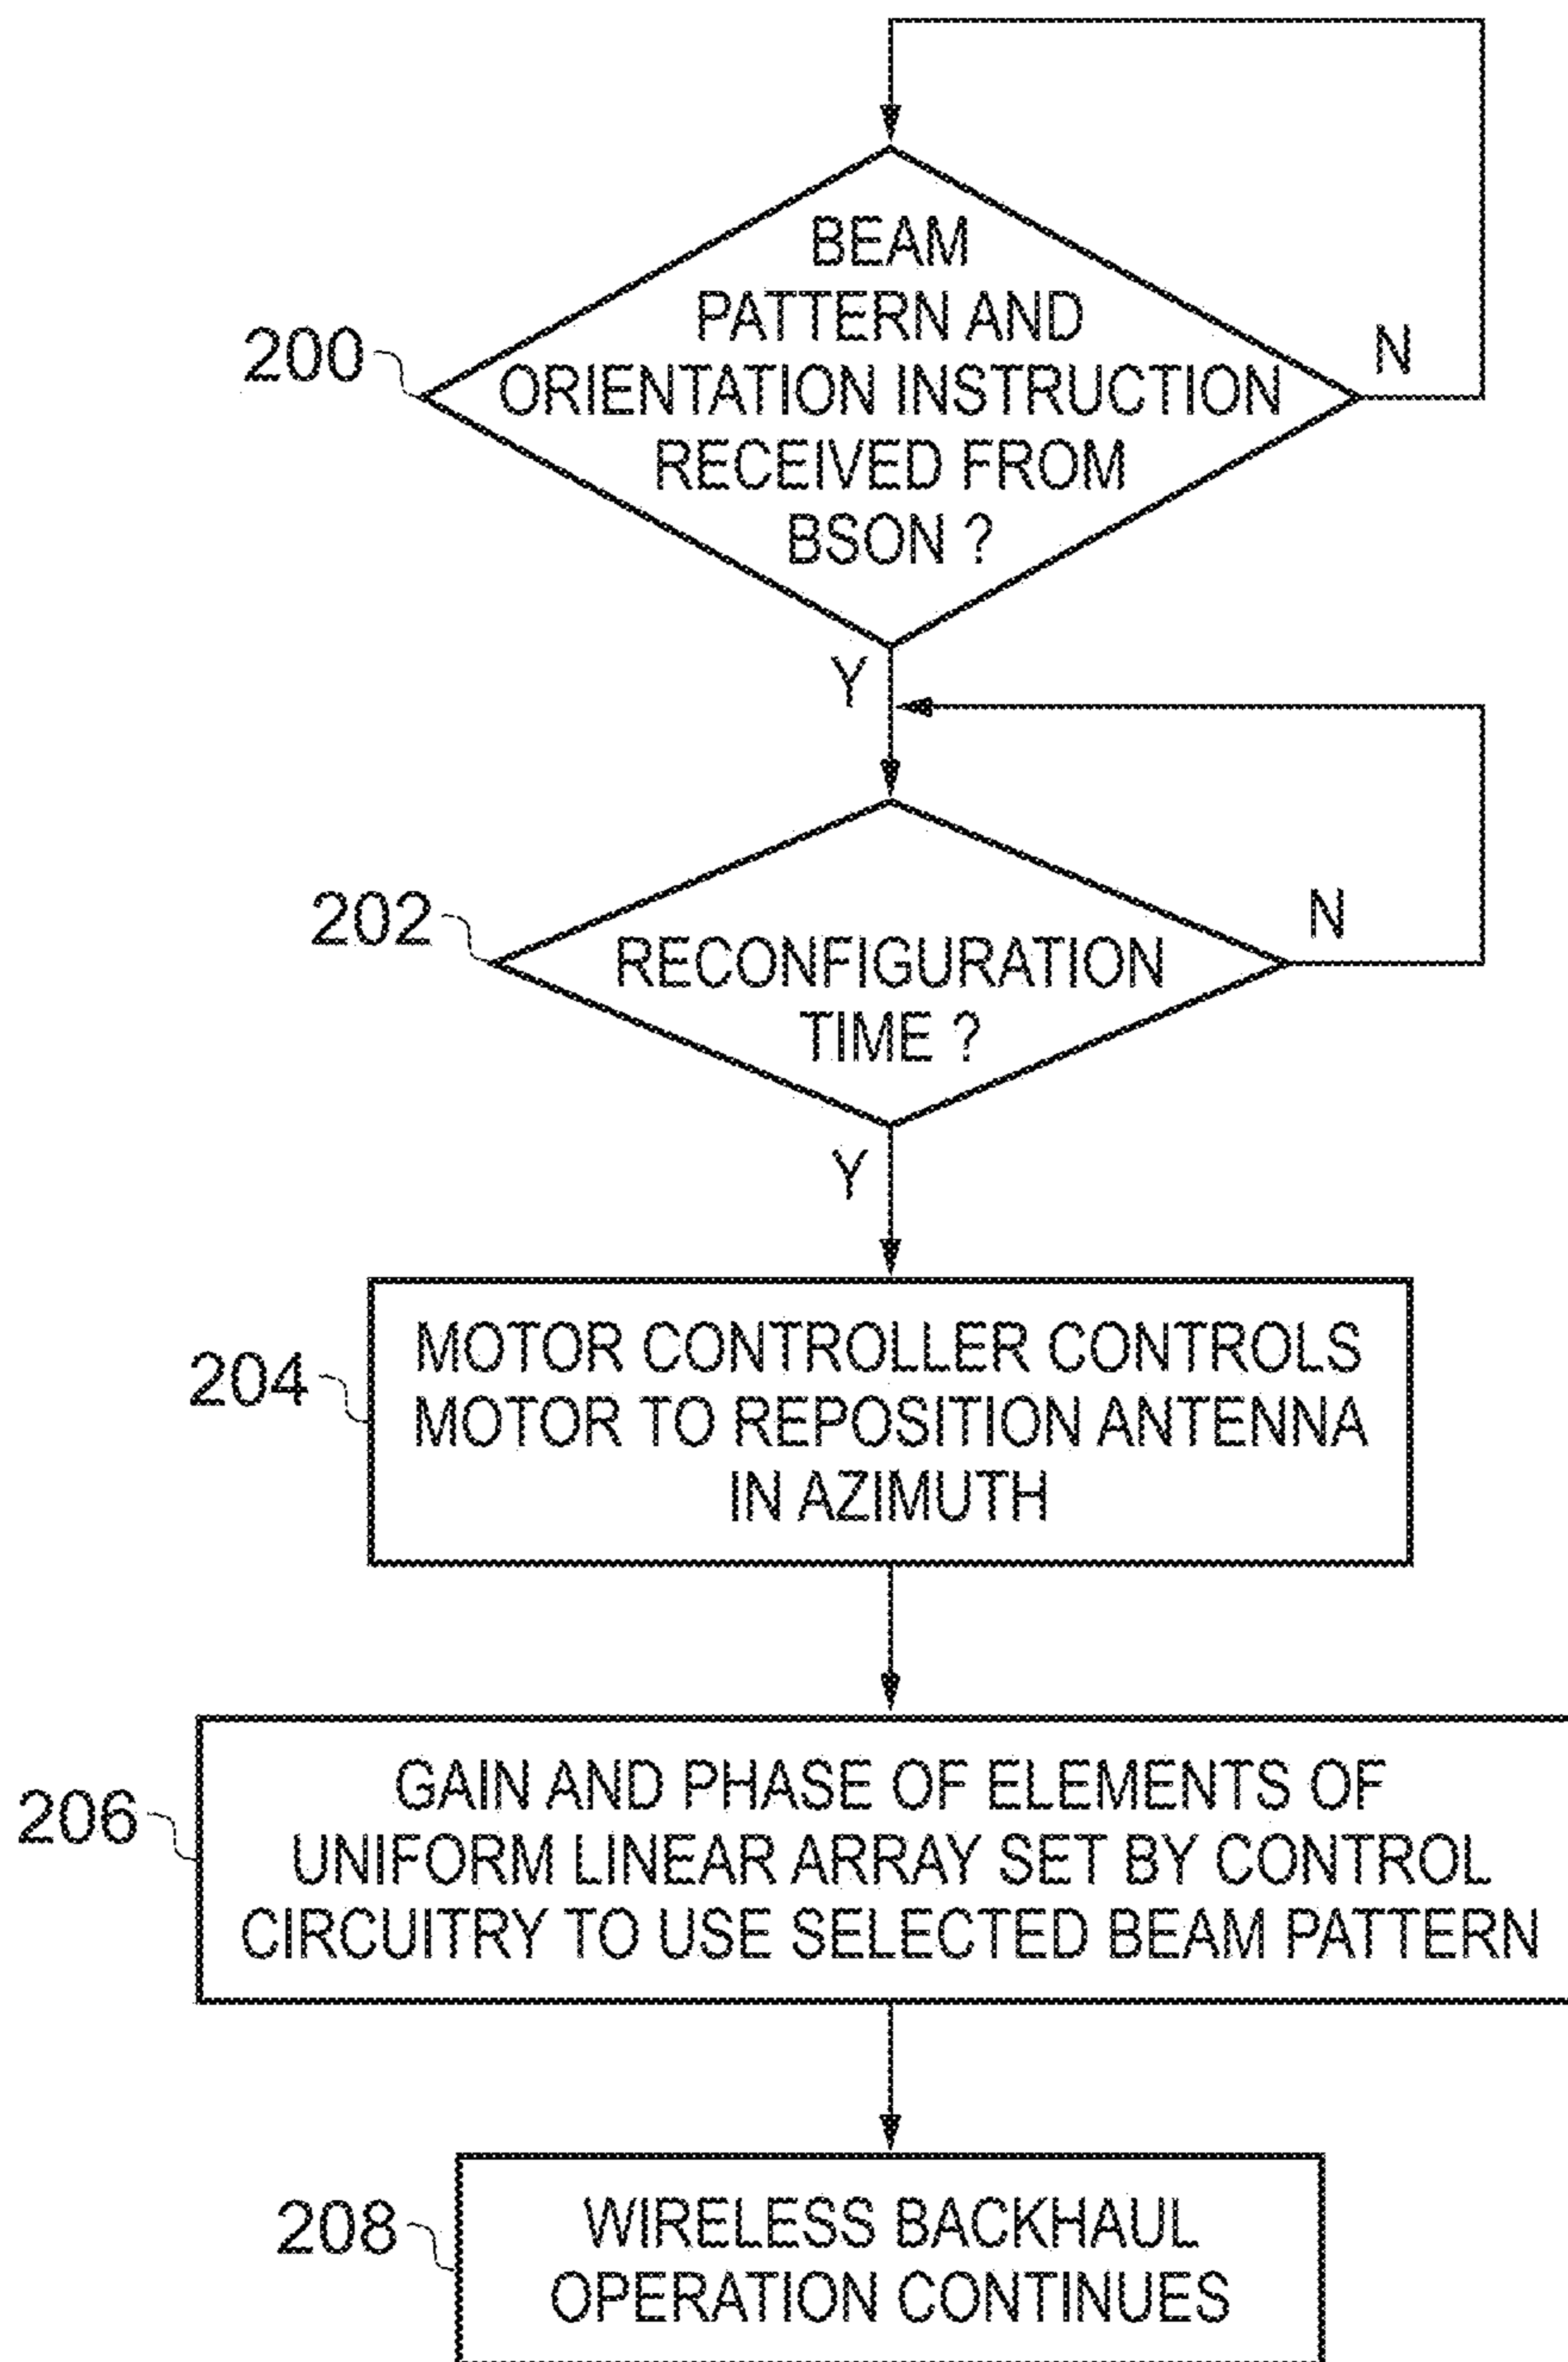 BEAM
PATTERN AND
ORIENTATION INSTRUCTION
RECEIVED FROM
BSON ?
200
N
Y
202
RECONFIGURATION
TIME ?
N
Y
204
MOTOR CONTROLLER CONTROLS
MOTOR TO REPOSITION ANTENNA
IN AZIMUTH
206
GAIN AND PHASE OF ELEMENTS OF
UNIFORM LINEAR ARRAY SET BY CONTROL
CIRCUITRY TO USE SELECTED BEAM PATTERN
208
WIRELESS BACKHAUL
OPERATION CONTINUES